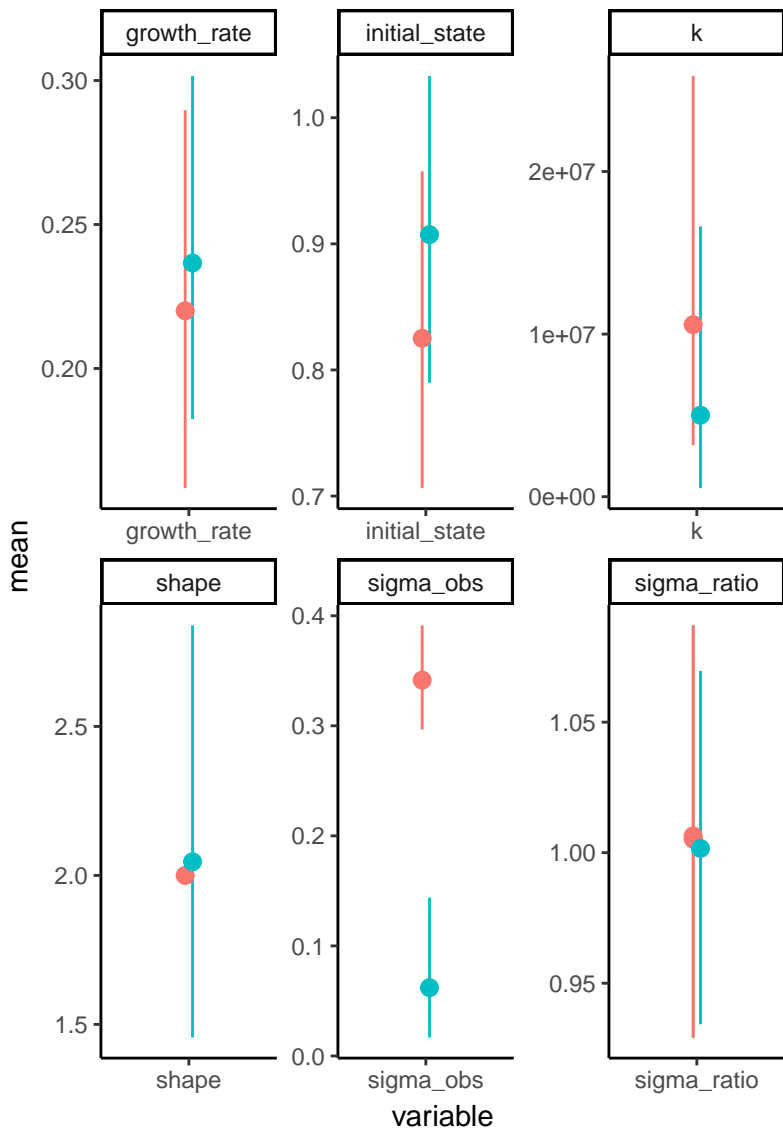 growth_rate
initial_state
k
0.30
0.25
0.20
1.0
0.9
0.8
0.7
2e+07
1e+07
0e+00
growth_rate
initial_state
k
mean
shape
sigma_obs
sigma_ratio
2.5
2.0
1.5
0.4
0.3
0.2
0.1
0.0
1.05
1.00
0.95
shape
sigma_obs
sigma_ratio
variable